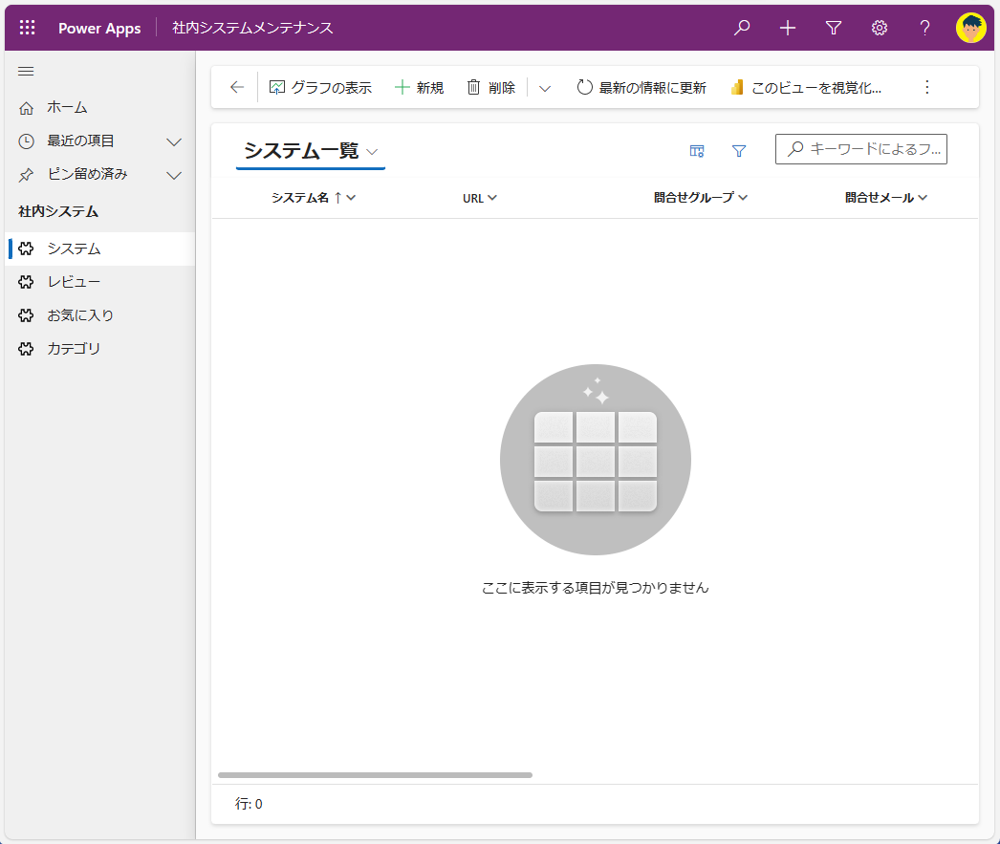 Power Apps 社内システムメンテナンス
ホーム
最近の項目
ピン留め済み
社内システム
システム
レビュー
お気に入り
カテゴリ
グラフの表示 新規 削除 最新の情報に更新 このビューを視覚化...
システム一覧 キーワードによるフ...
システム名 ↑ URL 問合せグループ 問合せメール
ここに表示する項目が見つかりません
行: 0